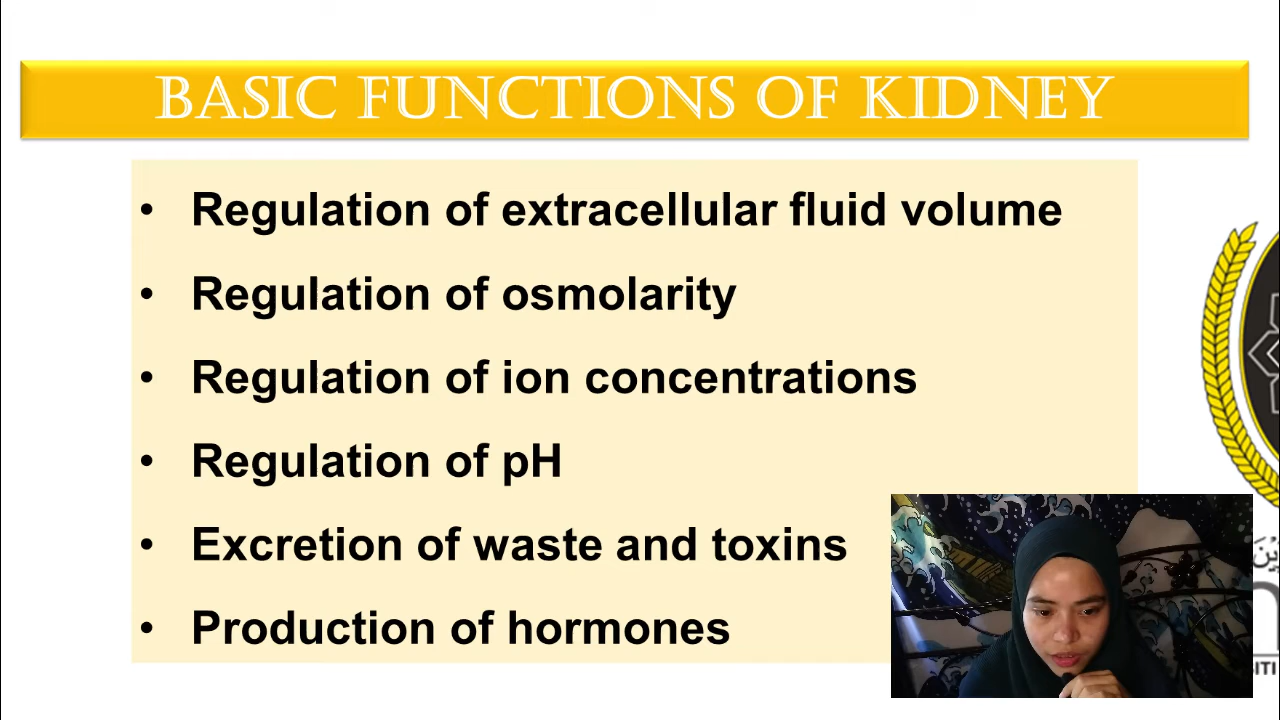 BASIC FUNCTIONS OF KIDNEY
• Regulation of extracellular fluid volume
• Regulation of osmolarity
• Regulation of ion concentrations
• Regulation of pH
• Excretion of waste and toxins
• Production of hormones